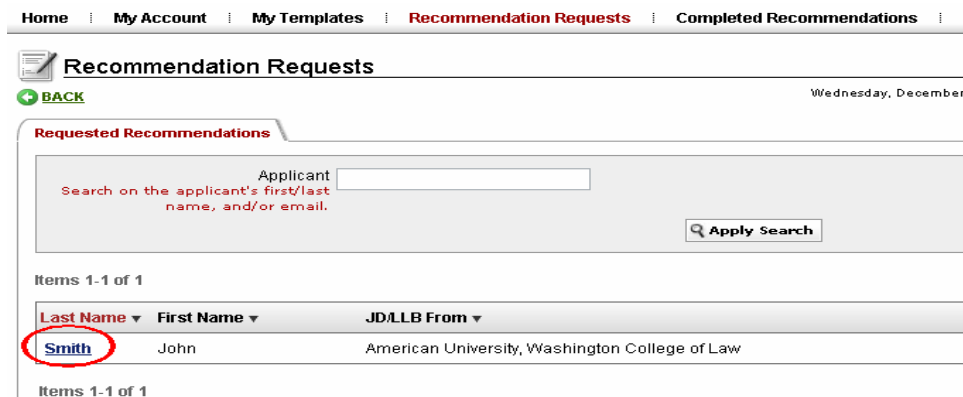 Home My Account My Templates Recommendation Requests Completed Recommendations
Recommendation Requests
BACK Wednesday, December
Requested Recommendations
Applicant
Search on the applicant's first/last
name, and/or email.
Apply Search
Items 1-1 of 1
Last Name First Name JD/LLB From
Smith John American University, Washington College of Law
Items 1-1 of 1